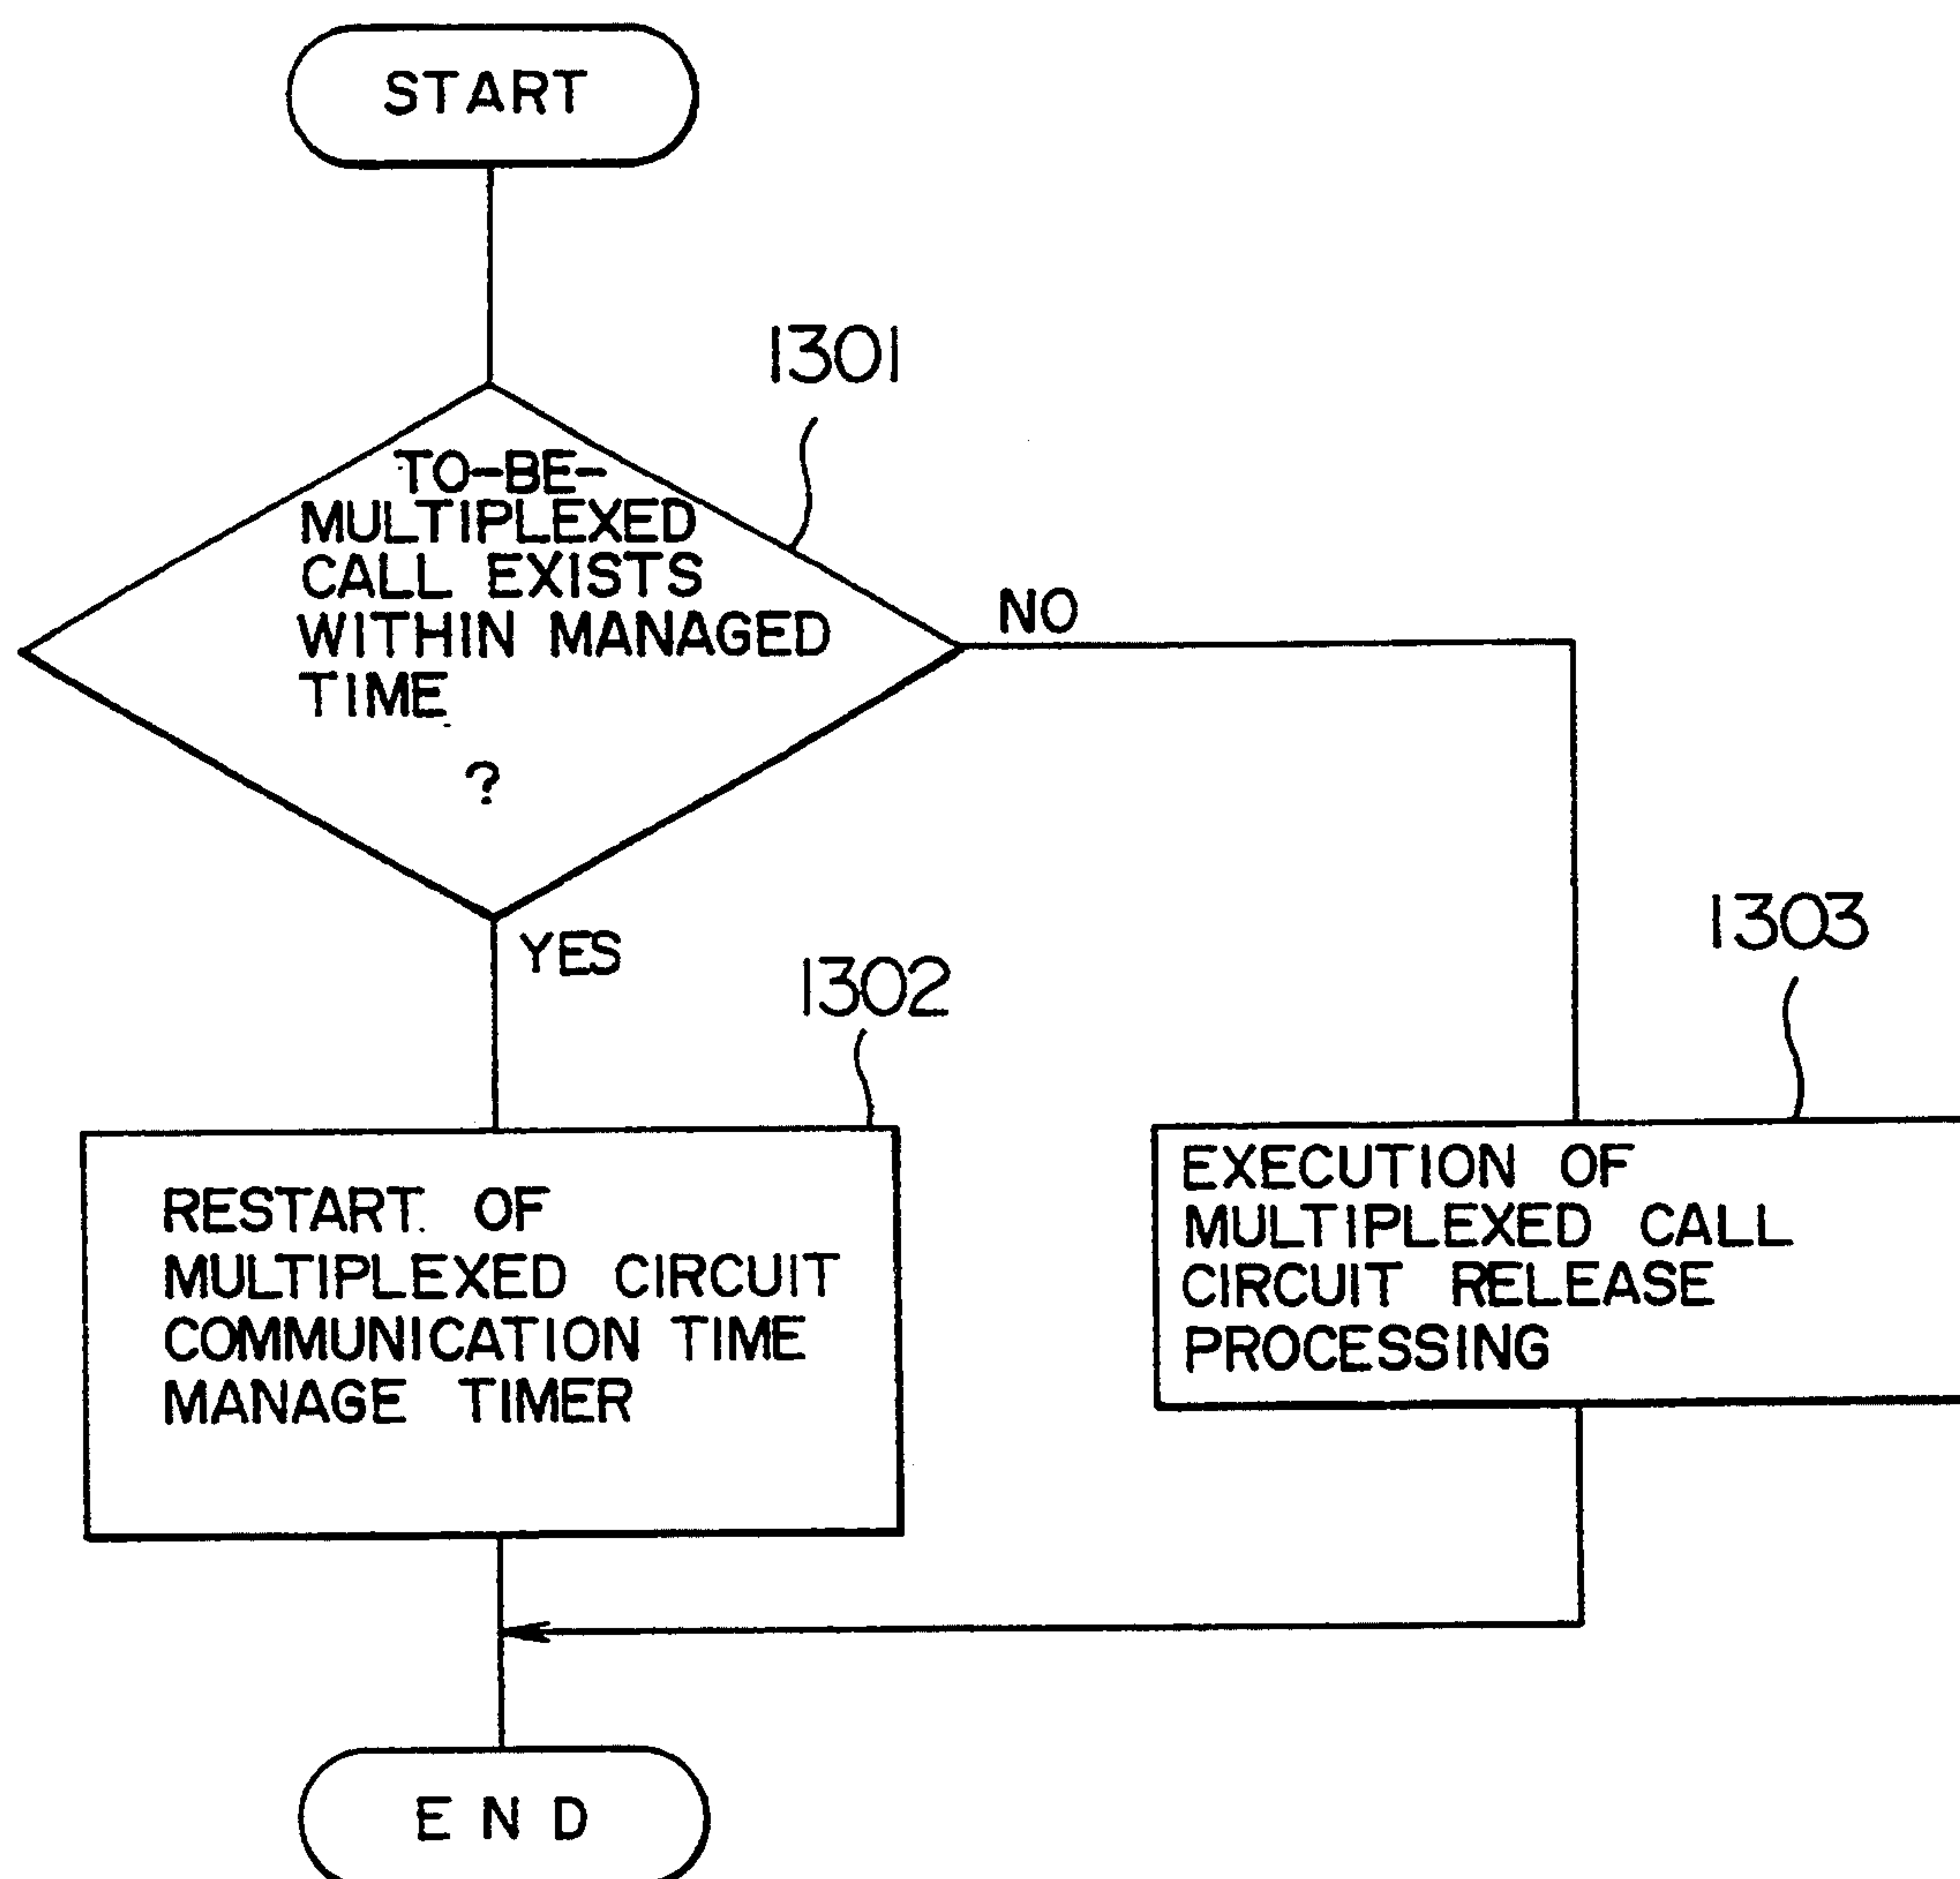 START
1301
TO-BE-
MULTIPLEXED
CALL EXISTS
WITHIN MANAGED
TIME
?
NO
YES
1302
RESTART. OF
MULTIPLEXED CIRCUIT
COMMUNICATION TIME
MANAGE TIMER
1303
EXECUTION OF
MULTIPLEXED CALL
CIRCUIT RELEASE
PROCESSING
END